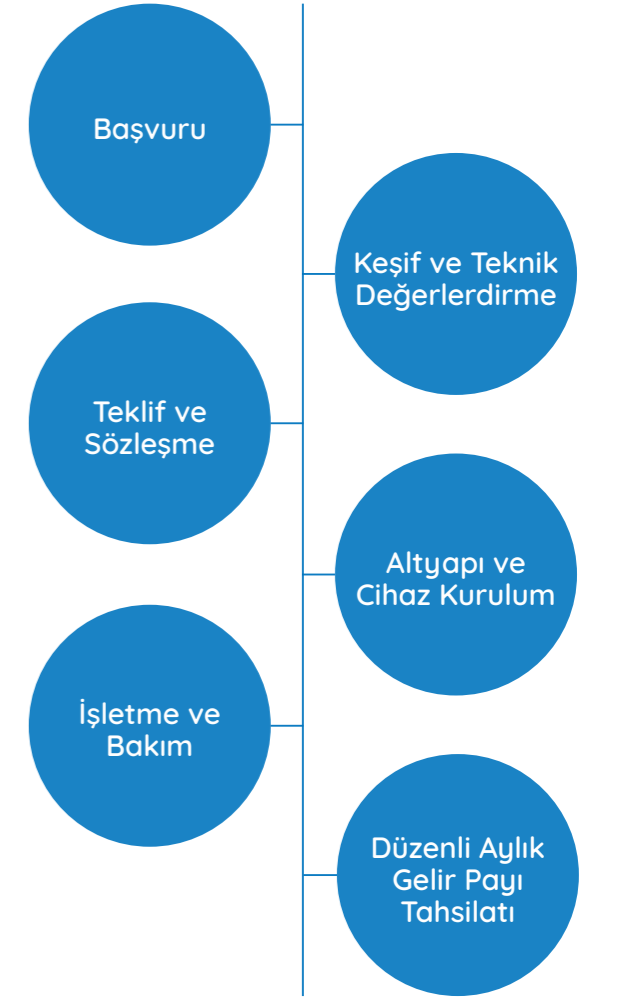 Başvuru
Keşif ve Teknik
Değerlerdirme
Teklif ve
Sözleşme
Altyapı ve
Cihaz Kurulum
İşletme ve
Bakım
Düzenli Aylık
Gelir Payı
Tahsilatı